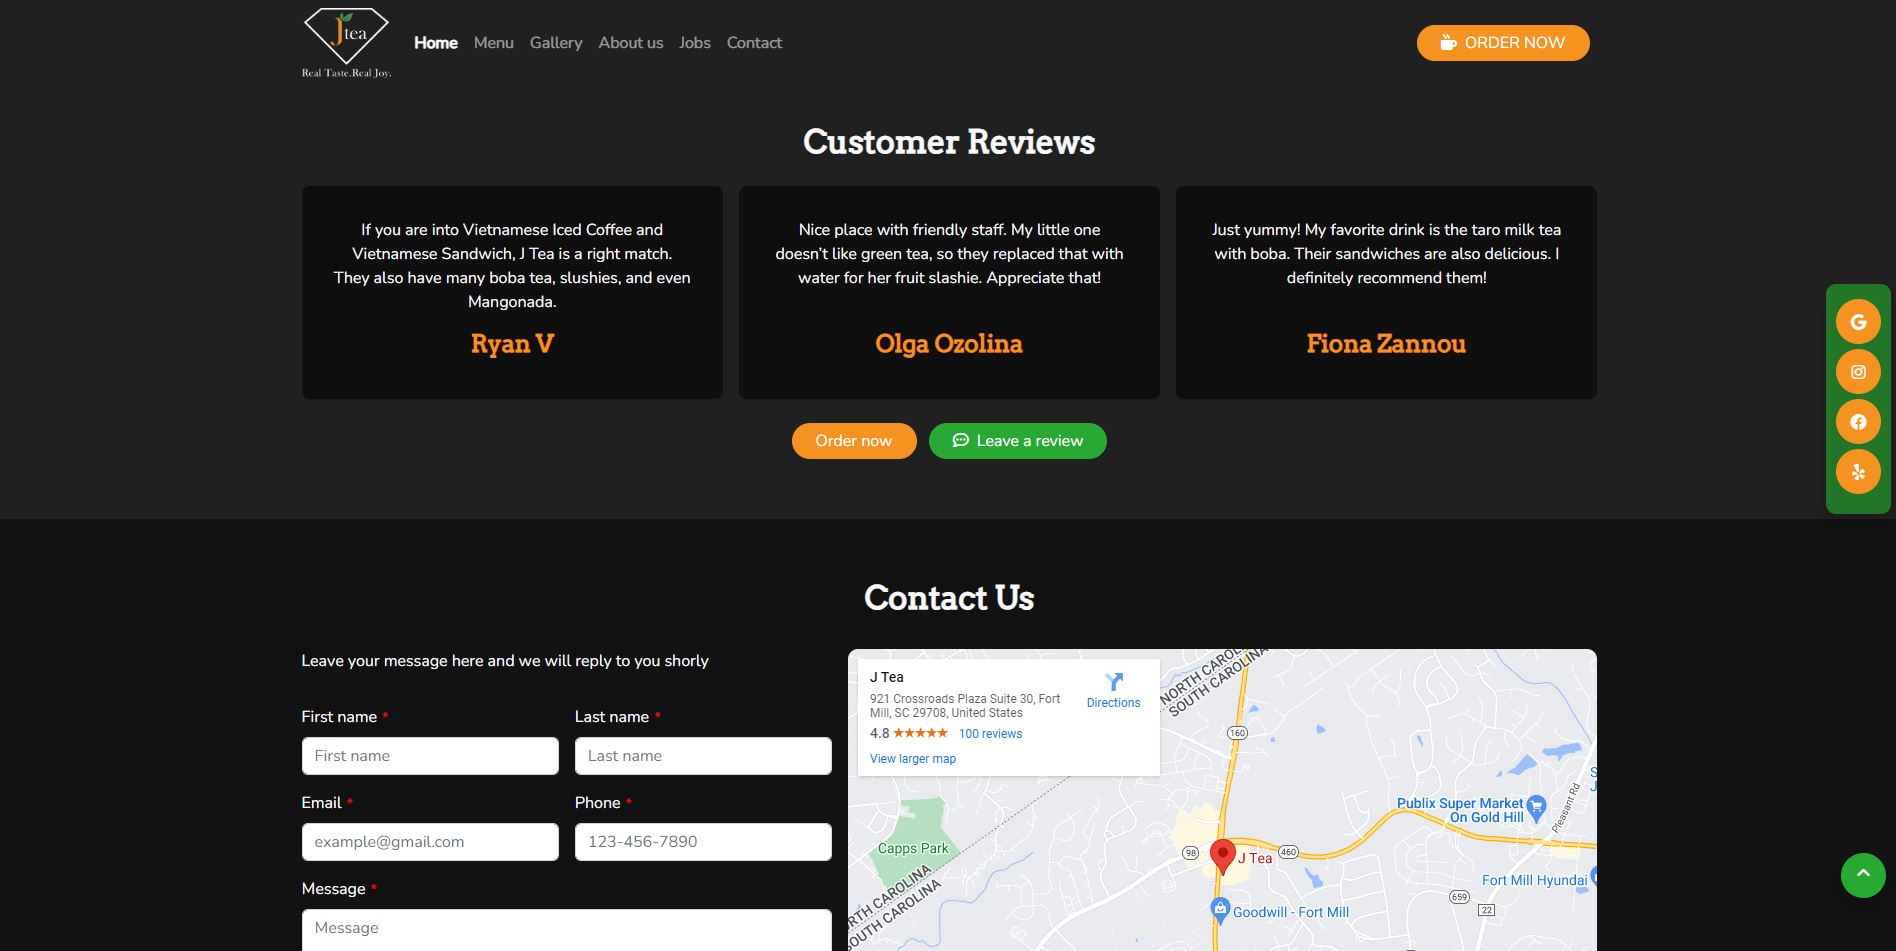 J tea
Real Taste.Real Joy.
Home Menu Gallery About us Jobs Contact
ORDER NOW
Customer Reviews
If you are into Vietnamese Iced Coffee and
Vietnamese Sandwich, J Tea is a right match.
They also have many boba tea, slushies, and even
Mangonada.
Ryan V
Nice place with friendly staff. My little one
doesn't like green tea, so they replaced that with
water for her fruit slashie. Appreciate that!
Olga Ozolina
Just yummy! My favorite drink is the taro milk tea
with boba. Their sandwiches are also delicious. I
definitely recommend them!
Fiona Zannou
Order now
Leave a review
Contact Us
Leave your message here and we will reply to you shorly
First name *
Last name *
First name
Last name
Email *
Phone *
example@gmail.com
123-456-7890
Message *
Message
J Tea
921 Crossroads Plaza Suite 30, Fort
Mill, SC 29708, United States
4.8 ★★★★★ 100 reviews
View larger map
Directions
NORTH CAROL
SOUTH CAROLINA
160
Publix Super Market
On Gold Hill
Pleasant Rd
S
J
Capps Park
98
J Tea
460
Fort Mill Hyundai
659
22
Goodwill - Fort Mill
RTH CAROLINA
OUTH CAROLINA